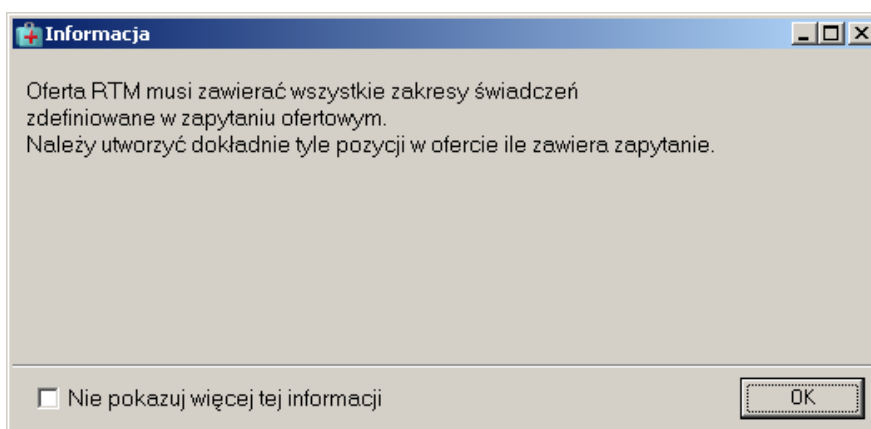 Informacja
Oferta RTM musi zawierać wszystkie zakresy świadczeń
zdefiniowane w zapytaniu ofertowym.
Należy utworzyć dokładnie tyle pozycji w ofercie ile zawiera zapytanie.
Nie pokazuj więcej tej informacji
OK